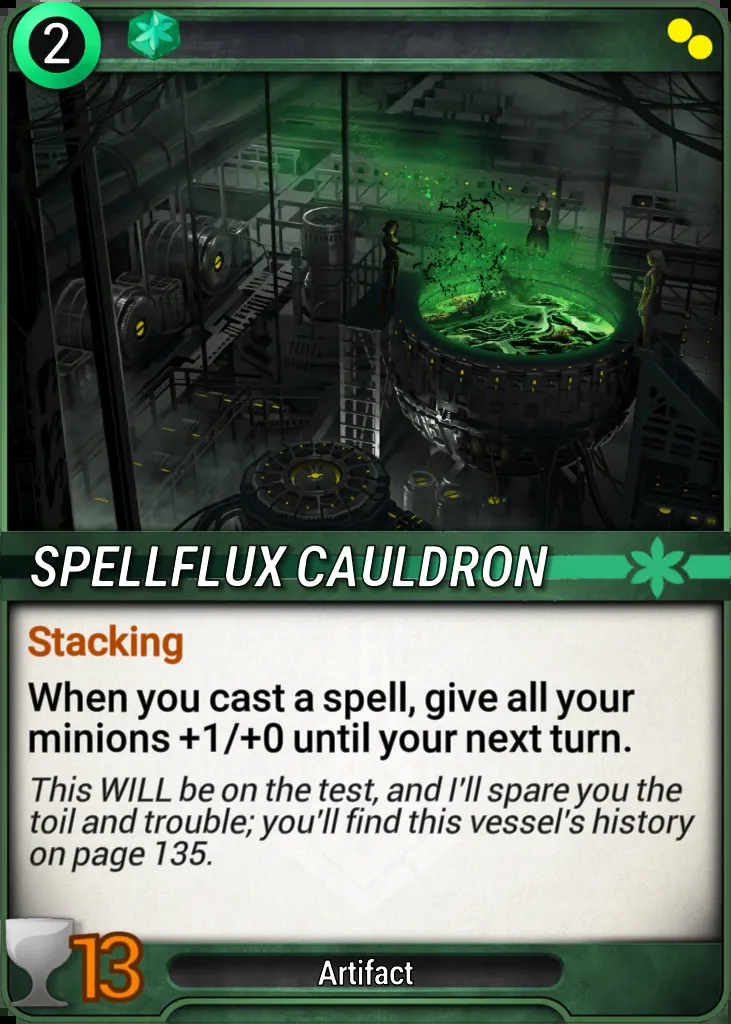 2
SPELLFLUX CAULDRON
Stacking
When you cast a spell, give all your
minions +1/+0 until your next turn.
This WILL be on the test, and I'll spare you the
toil and trouble; you'll find this vessel's history
on page 135.
13
Artifact